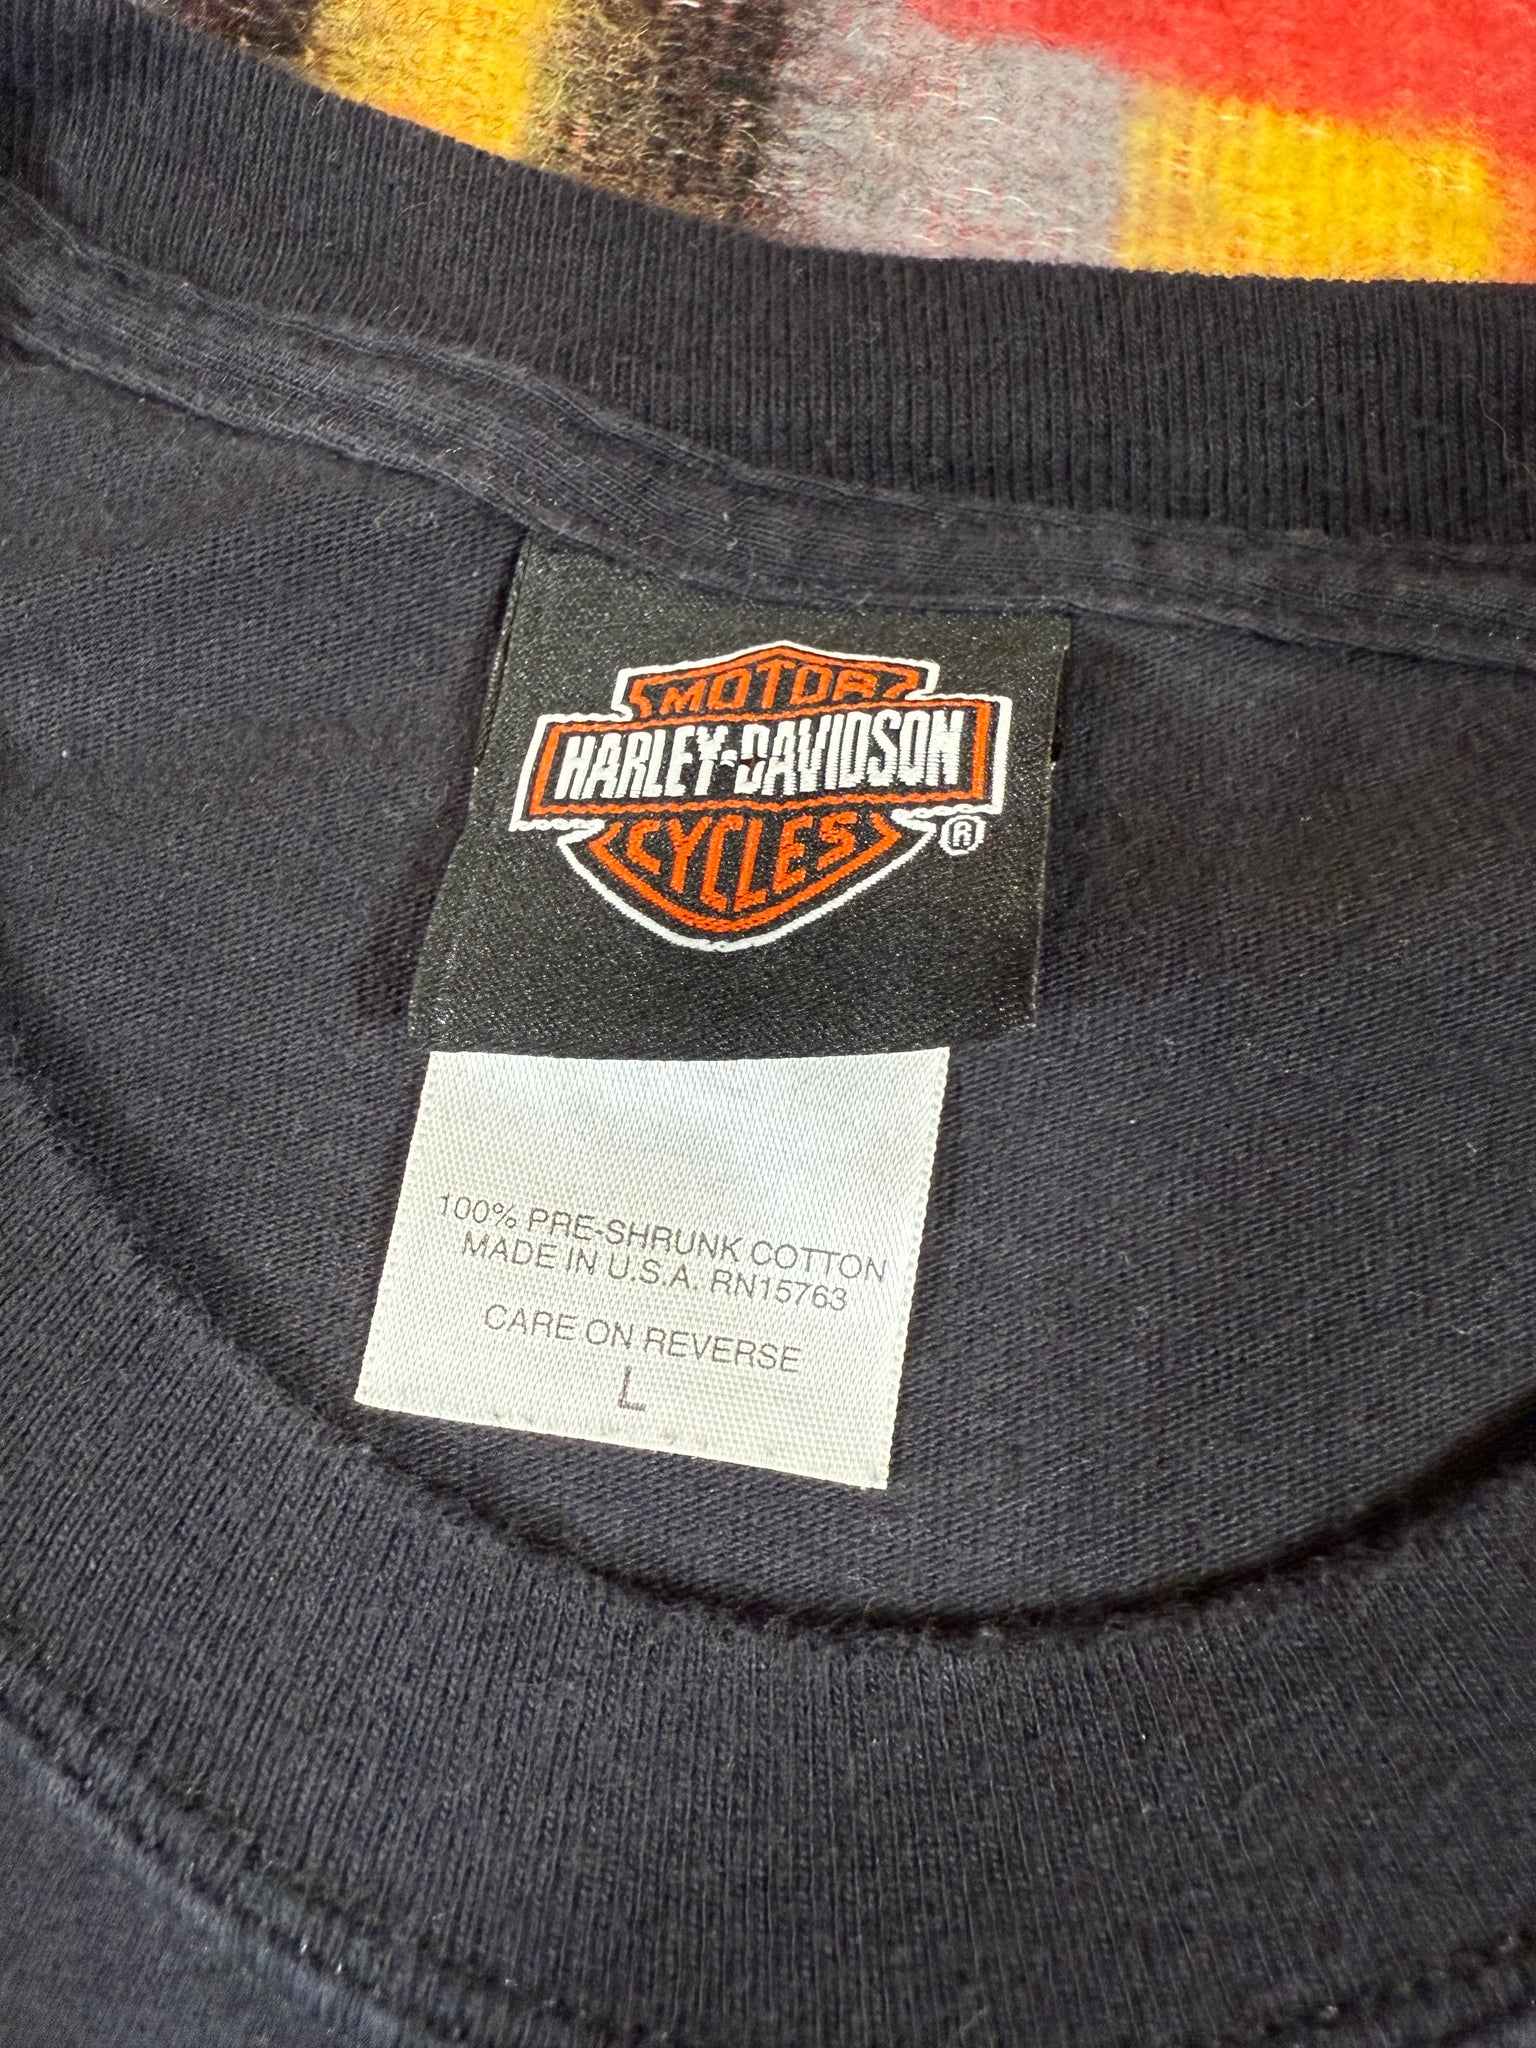 MOTOR
HARLEY-DAVIDSON
CYCLES
®
100% PRE-SHRUNK COTTON
MADE IN U.S.A. RN15763
CARE ON REVERSE
L